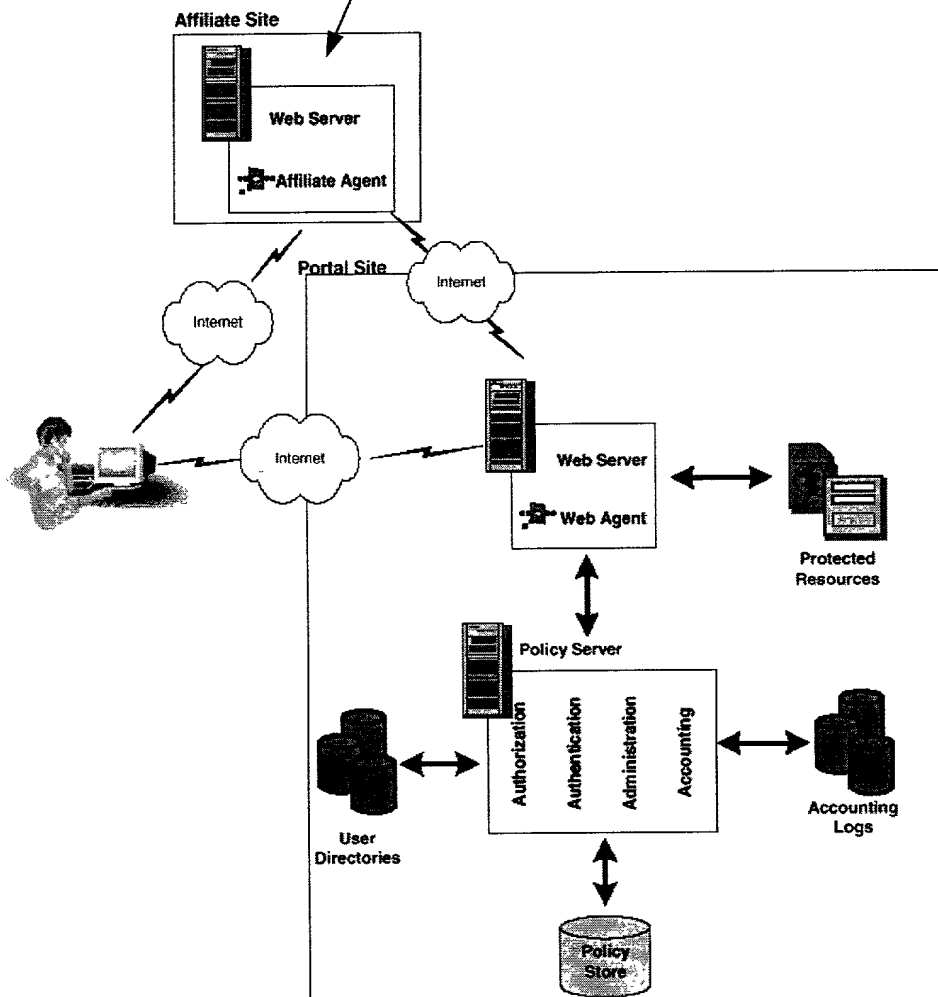 Affiliate Site
Web Server
Affiliate Agent
Portal Site
Internet
Internet
Internet
Web Server
Web Agent
Protected
Resources
Policy Server
Authorization
Authentication
Administration
Accounting
User
Directories
Accounting
Logs
Policy
Store